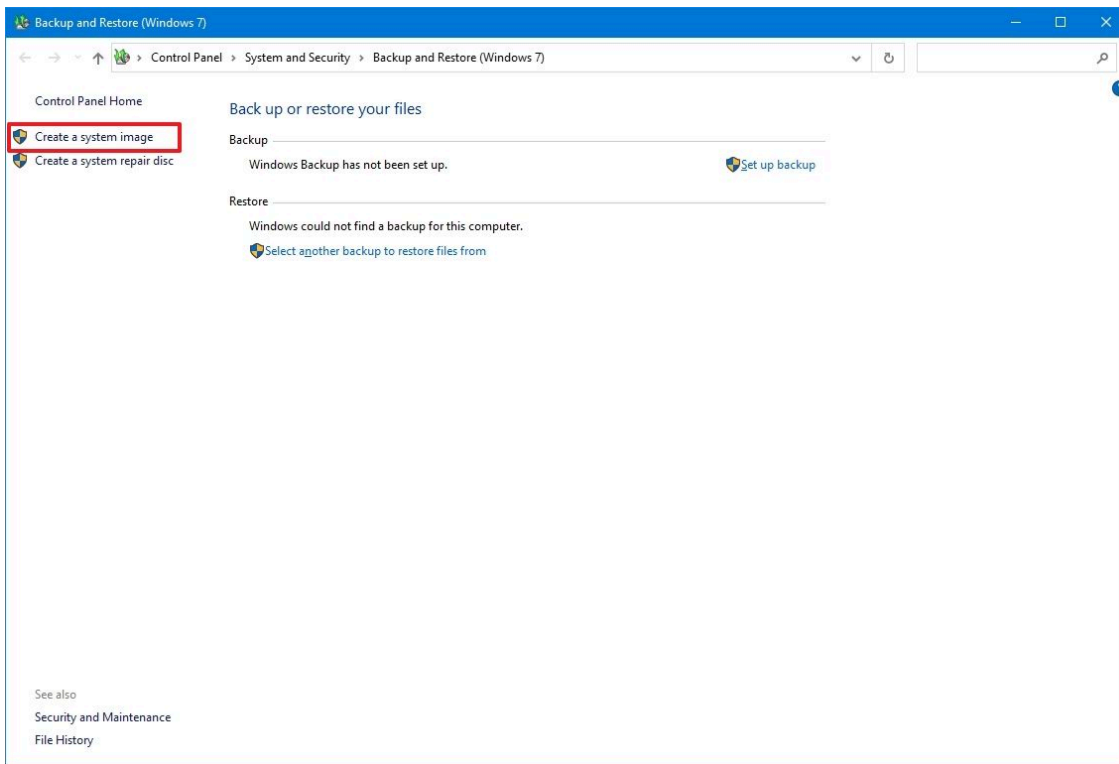 Backup and Restore (Windows 7)
Control Panel > System and Security > Backup and Restore (Windows 7)
Control Panel Home
Create a system image
Create a system repair disc
Back up or restore your files
Backup
Windows Backup has not been set up.
Set up backup
Restore
Windows could not find a backup for this computer.
Select another backup to restore files from
See also
Security and Maintenance
File History